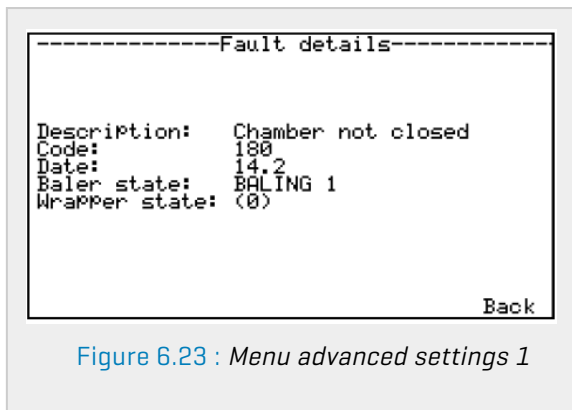 --------------Fault details------------
Description: Chamber not closed
Code: 180
Date: 14.2
Baler state: BALING 1
Wrapper state: (0)
Back
Figure 6.23 : Menu advanced settings 1